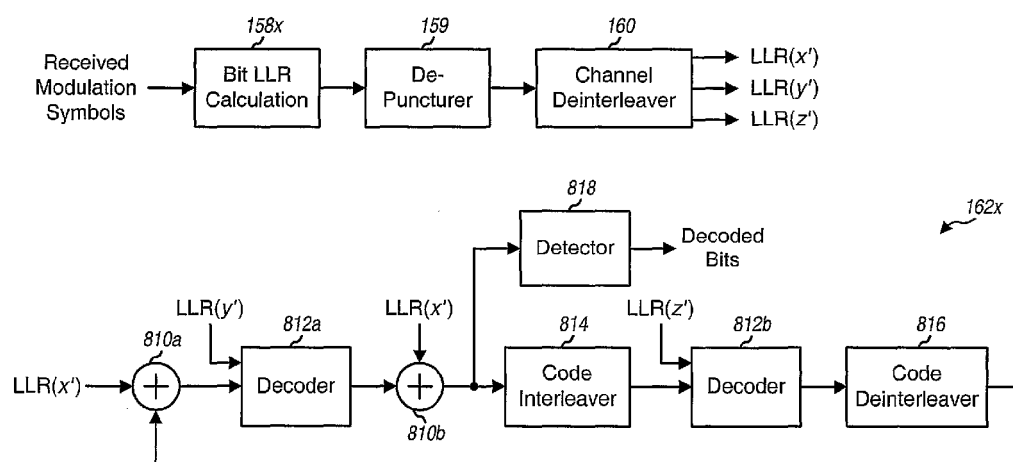 158x
159
160
Received
Modulation
Symbols
Bit LLR
Calculation
De-
Puncturer
Channel
Deinterleaver
LLR(x')
LLR(y')
LLR(z')
818
162x
Detector
Decoded
Bits
LLR(y')
LLR(x')
LLR(z')
810a
812a
814
812b
816
LLR(x')
+
Decoder
+
Code
Interleaver
Decoder
Code
Deinterleaver
810b